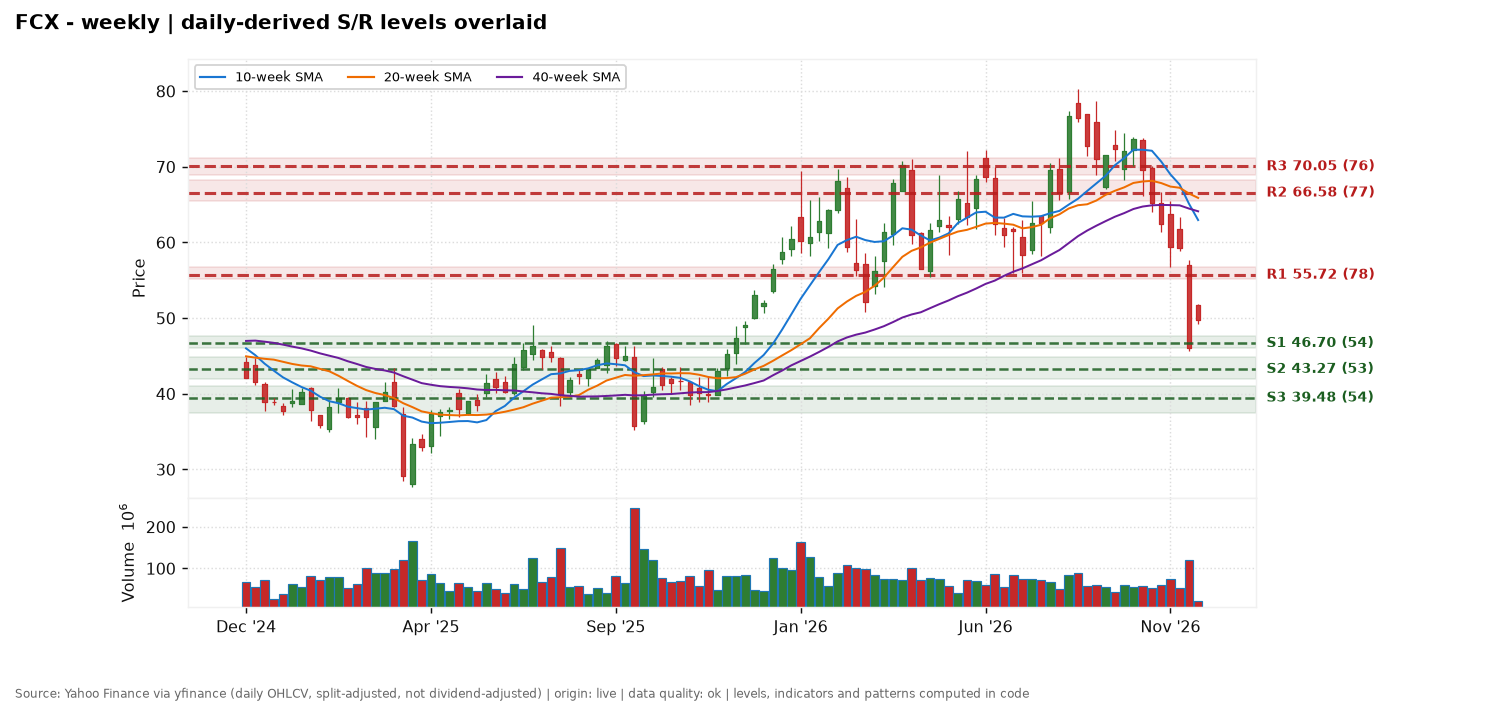 FCX - weekly | daily-derived S/R levels overlaid
10-week SMA 20-week SMA 40-week SMA
80
70
60
50
40
30
Price
R3 70.05 (76)
R2 66.58 (77)
R1 55.72 (78)
S1 46.70 (54)
S2 43.27 (53)
S3 39.48 (54)
200
100
Volume 10⁶
Dec '24 Apr '25 Sep '25 Jan '26 Jun '26 Nov '26
Source: Yahoo Finance via yfinance (daily OHLCV, split-adjusted, not dividend-adjusted) | origin: live | data quality: ok | levels, indicators and patterns computed in code